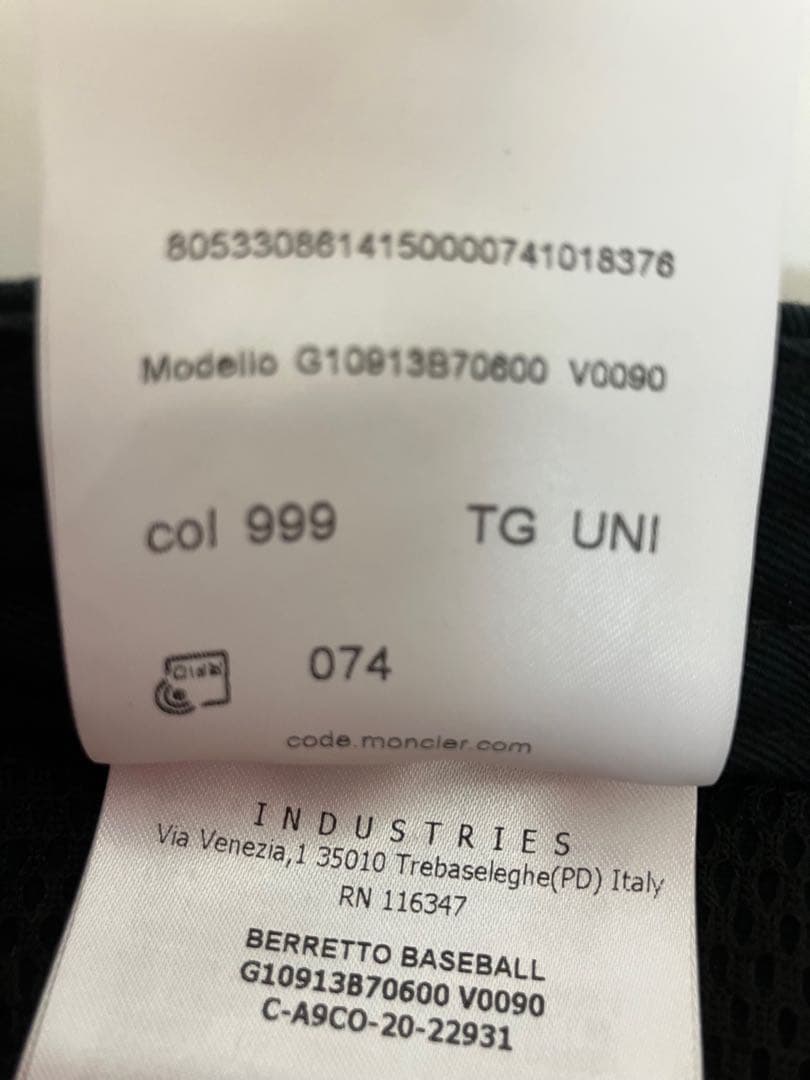 8053308614150000741018376
Modello G10913B70600 V0090
col 999 TG UNI
074
code.moncler.com
INDUSTRIES
Via Venezia,1 35010 Trebaseleghe(PD) Italy
RN 116347
BERRETTO BASEBALL
G10913B70600 V0090
C-A9CO-20-22931